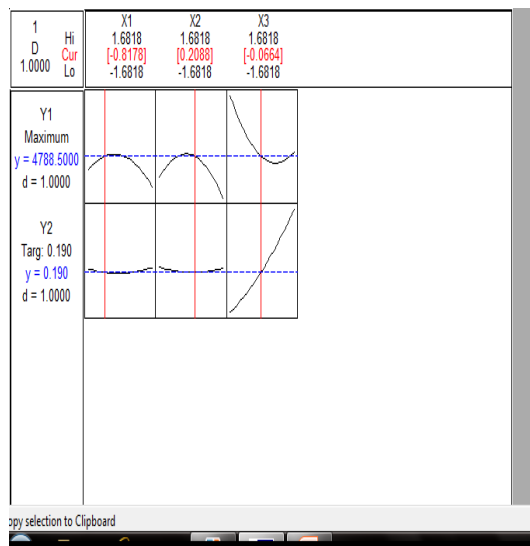 1 Hi X1 X2 X3
D Cur 1.6818 1.6818 1.6818
1.0000 Lo [-0.8178] [0.2088] [-0.0664]
-1.6818 -1.6818 -1.6818
Y1
Maximum
y = 4788.5000
d = 1.0000
Y2
Targ: 0.190
y = 0.190
d = 1.0000
opy selection to Clipboard